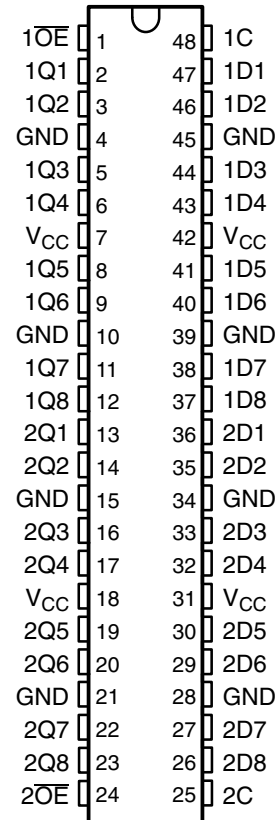 1O̅E̅ 1 48 1C
1Q1 2 47 1D1
1Q2 3 46 1D2
GND 4 45 GND
1Q3 5 44 1D3
1Q4 6 43 1D4
VCC 7 42 VCC
1Q5 8 41 1D5
1Q6 9 40 1D6
GND 10 39 GND
1Q7 11 38 1D7
1Q8 12 37 1D8
2Q1 13 36 2D1
2Q2 14 35 2D2
GND 15 34 GND
2Q3 16 33 2D3
2Q4 17 32 2D4
VCC 18 31 VCC
2Q5 19 30 2D5
2Q6 20 29 2D6
GND 21 28 GND
2Q7 22 27 2D7
2Q8 23 26 2D8
2O̅E̅ 24 25 2C